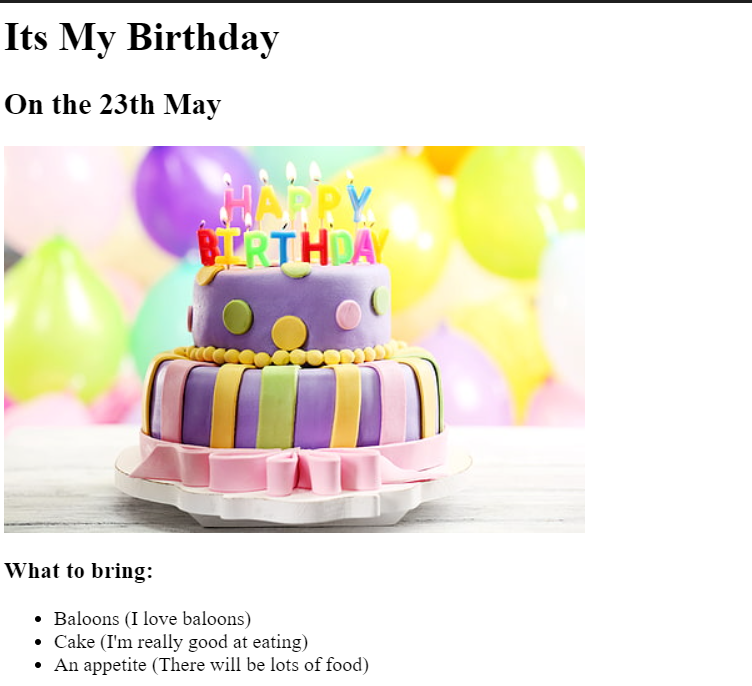 Its My Birthday
On the 23th May
HAPPY
BIRTHDAY
What to bring:
Baloons (I love baloons)
Cake (I'm really good at eating)
An appetite (There will be lots of food)